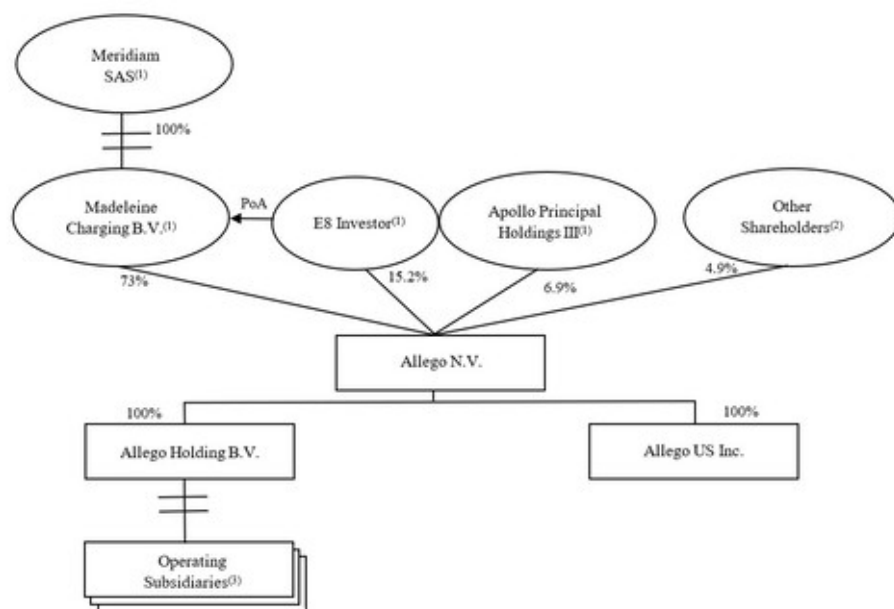 Meridiam
SAS(1)
100%
Madeleine
Charging B.V.(1)
PoA
E8 Investor(1)
Apollo Principal
Holdings III(3)
Other
Shareholders(2)
73%
15.2%
6.9%
4.9%
Allego N.V.
100%
100%
Allego Holding B.V.
Allego US Inc.
Operating
Subsidiaries(3)